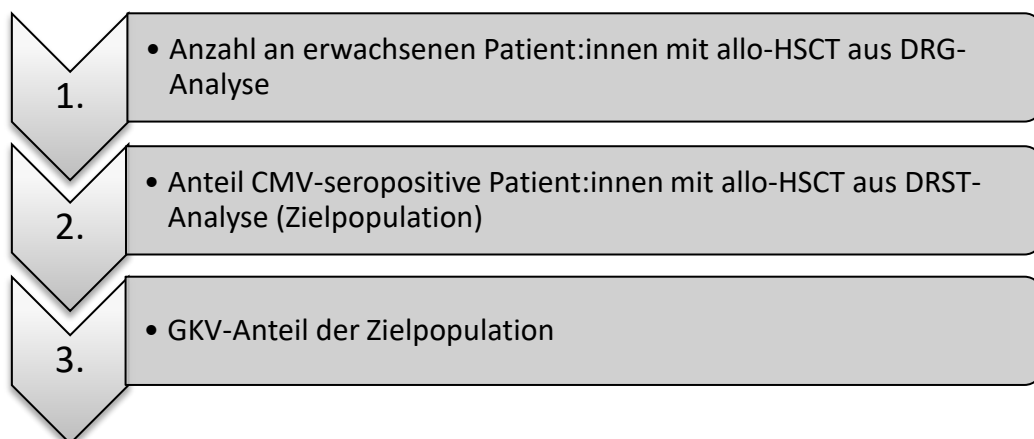 1.
• Anzahl an erwachsenen Patient:innen mit allo-HSCT aus DRG-
Analyse
2.
• Anteil CMV-seropositive Patient:innen mit allo-HSCT aus DRST-
Analyse (Zielpopulation)
3.
• GKV-Anteil der Zielpopulation